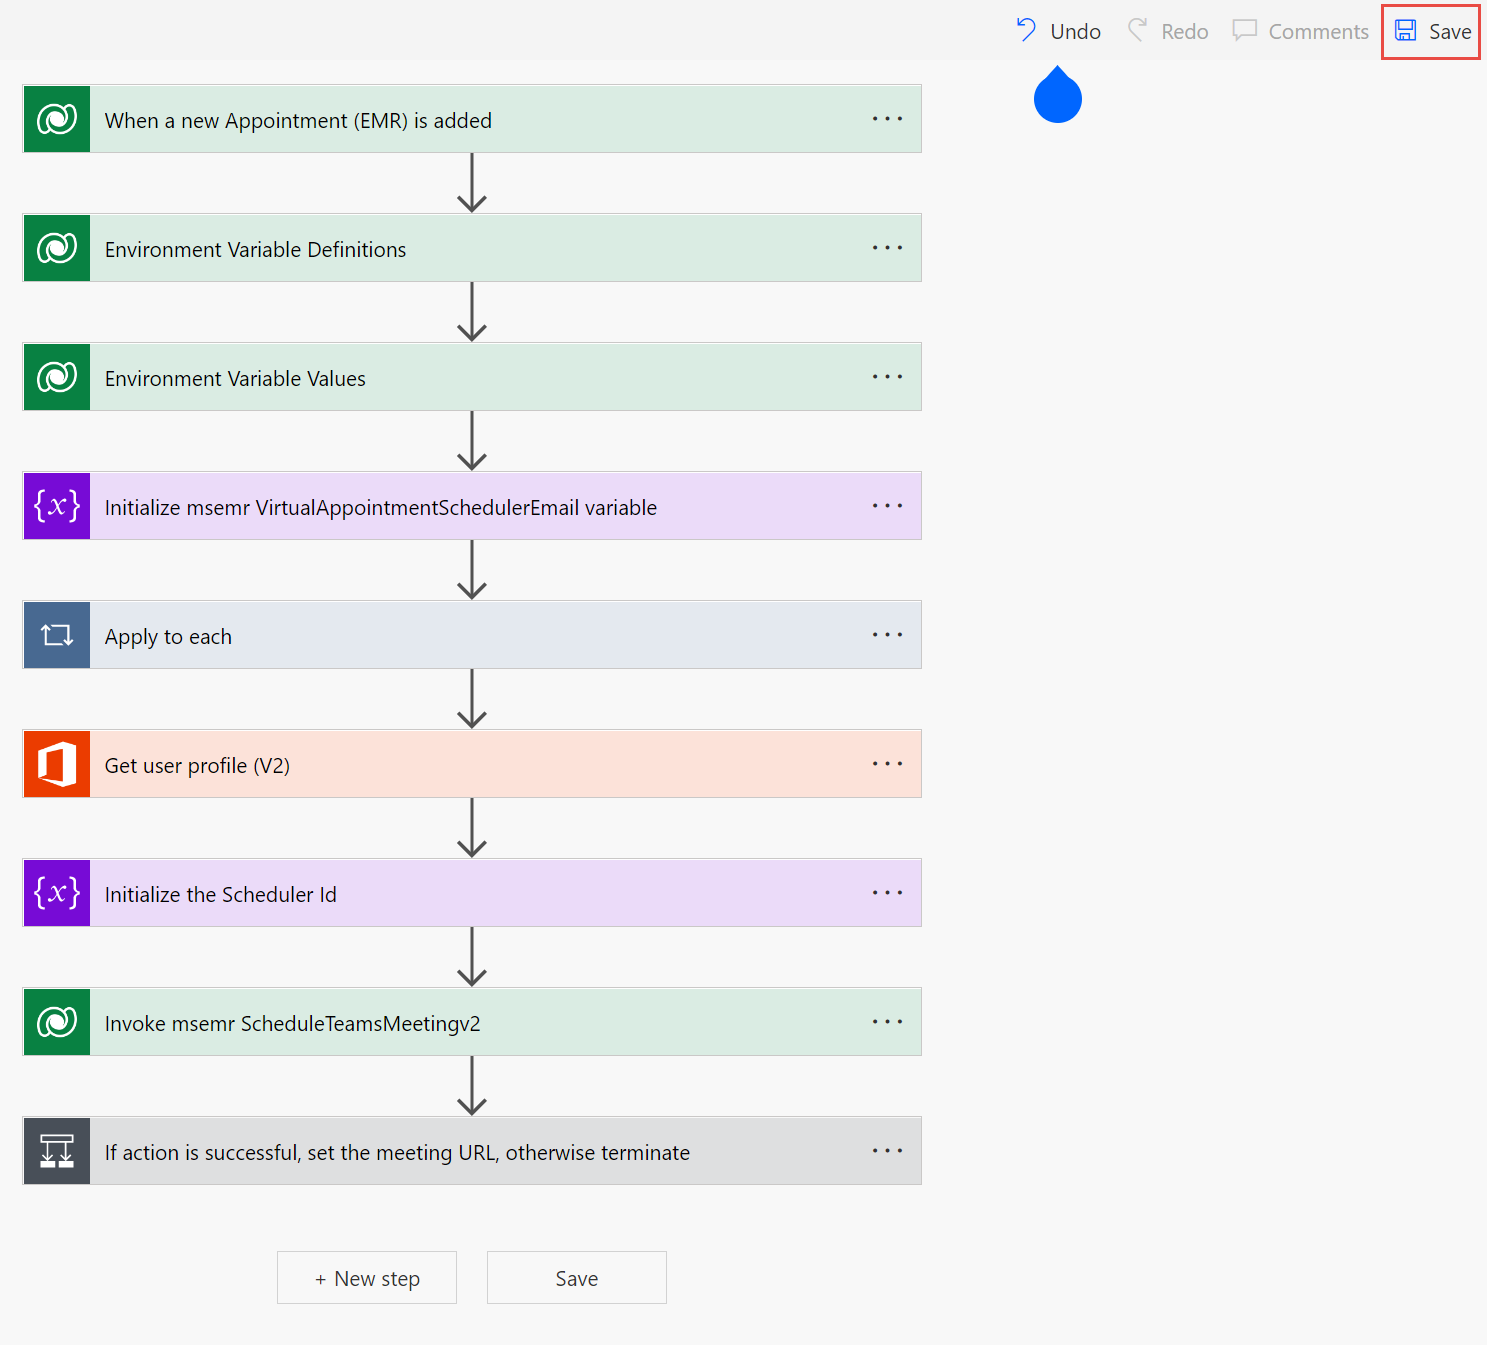 Undo Redo Comments Save
When a new Appointment (EMR) is added
Environment Variable Definitions
Environment Variable Values
{x} Initialize msemr VirtualAppointmentSchedulerEmail variable
Apply to each
Get user profile (V2)
{x} Initialize the Scheduler Id
Invoke msemr ScheduleTeamsMeetingv2
If action is successful, set the meeting URL, otherwise terminate
+ New step Save